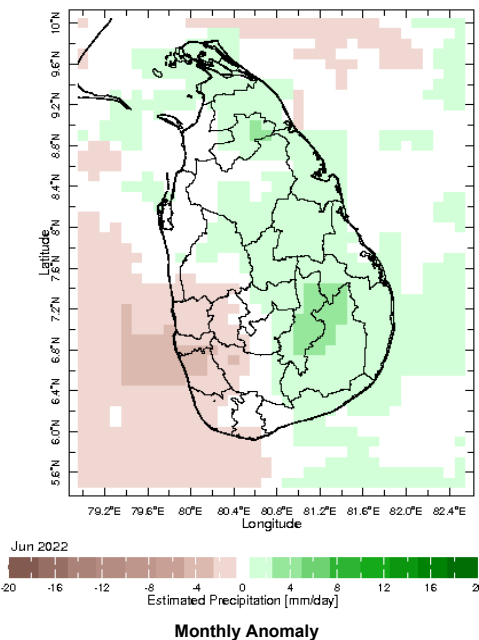 10°N
9.6°N
9.2°N
8.8°N
8.4°N
8°N
7.6°N
7.2°N
6.8°N
6.4°N
6.0°N
5.6°N
Latitude
79.2°E 79.6°E 80°E 80.4°E 80.8°E 81.2°E 81.6°E 82.0°E 82.4°E
Longitude
Jun 2022
-20 -16 -12 -8 -4 0 4 8 12 16 20
Estimated Precipitation [mm/day]
Monthly Anomaly